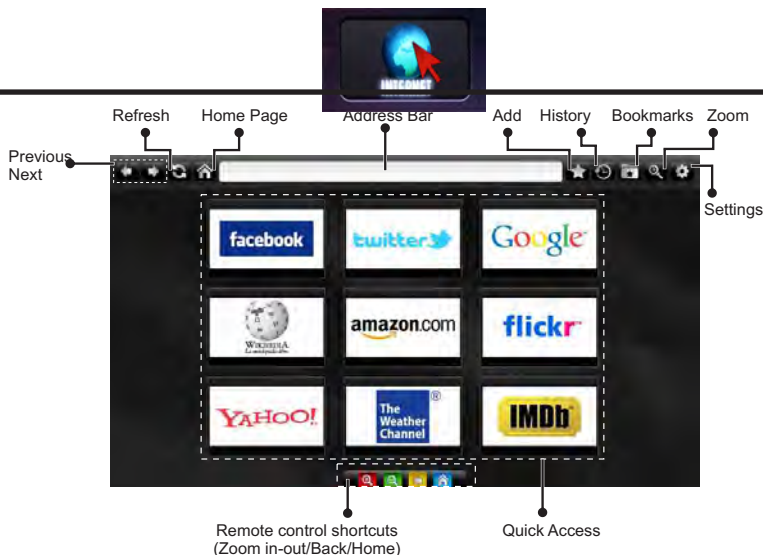 INTERNET
Refresh Home Page Address Bar Add History Bookmarks Zoom
Previous
Next
Settings
facebook
twitter
Google
WIKIPEDIA
amazon.com
flickr
YAHOO!
The
Weather
Channel
®
IMDb
Remote control shortcuts
(Zoom in-out/Back/Home)
Quick Access